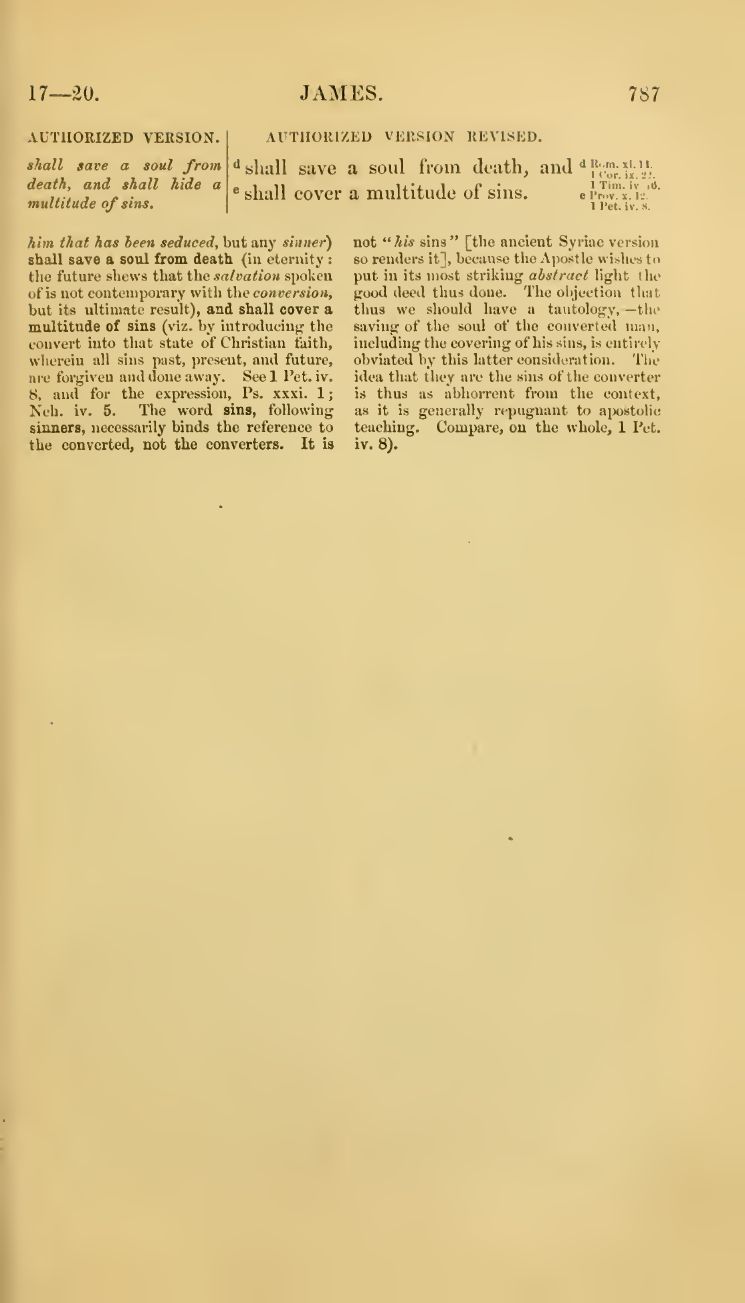 17—20.
JAMES.
787
AUTHORIZED VERSION.
shall save a soul from
death, and shall hide a
multitude of sins.
AUTHORIZED VERSION REVISED.
d shall save a soul from death, and
e shall cover a multitude of sins.
d Rom. xi. 14.
1 Cor. ix. 22.
1 Tim. iv. 16.
e Prov. x. 12.
1 Pet. iv. 8.
him that has been seduced, but any sinner)
shall save a soul from death (in eternity :
the future shews that the salvation spoken
of is not contemporary with the conversion,
but its ultimate result), and shall cover a
multitude of sins (viz. by introducing the
convert into that state of Christian faith,
wherein all sins past, present, and future,
are forgiven and done away. See 1 Pet. iv.
8, and for the expression, Ps. xxxi. 1;
Neh. iv. 5. The word sins, following
sinners, necessarily binds the reference to
the converted, not the converters. It is
not "his sins" [the ancient Syriac version
so renders it], because the Apostle wishes to
put in its most striking abstract light the
good deed thus done. The objection that
thus we should have a tautology,—the
saving of the soul of the converted man,
including the covering of his sins, is entirely
obviated by this latter consideration. The
idea that they are the sins of the converter
is thus as abhorrent from the context,
as it is generally repugnant to apostolic
teaching. Compare, on the whole, 1 Pet.
iv. 8).